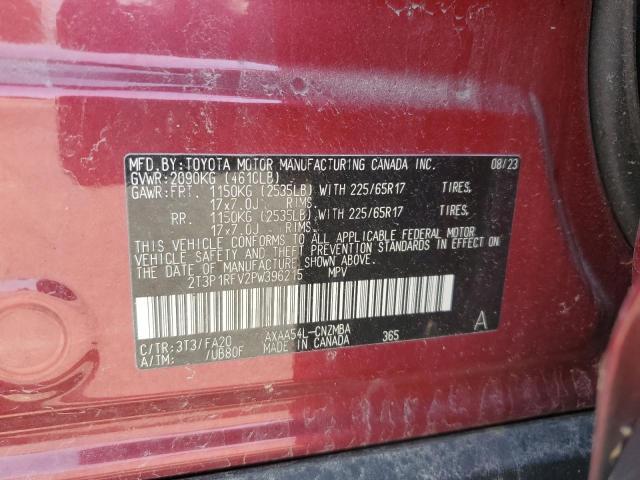 MFD.BY:TOYOTA MOTOR MANUFACTURING CANADA INC. 08/23
GVWR:2090KG (4610LB)
GAWR:FRT. 1150KG (2535LB) WITH 225/65R17 TIRES,
17x7.0J RIMS,
RR. 1150KG (2535LB) WITH 225/65R17 TIRES,
17x7.0J RIMS.
THIS VEHICLE CONFORMS TO ALL APPLICABLE FEDERAL MOTOR
VEHICLE SAFETY AND THEFT PREVENTION STANDARDS IN EFFECT ON
THE DATE OF MANUFACTURE SHOWN ABOVE.
2T3P1RFV2PW396215 MPV
C/TR:3T3/FA20 AXAA54L-CNZMBA 365 A
A/TM: /UB80F MADE IN CANADA